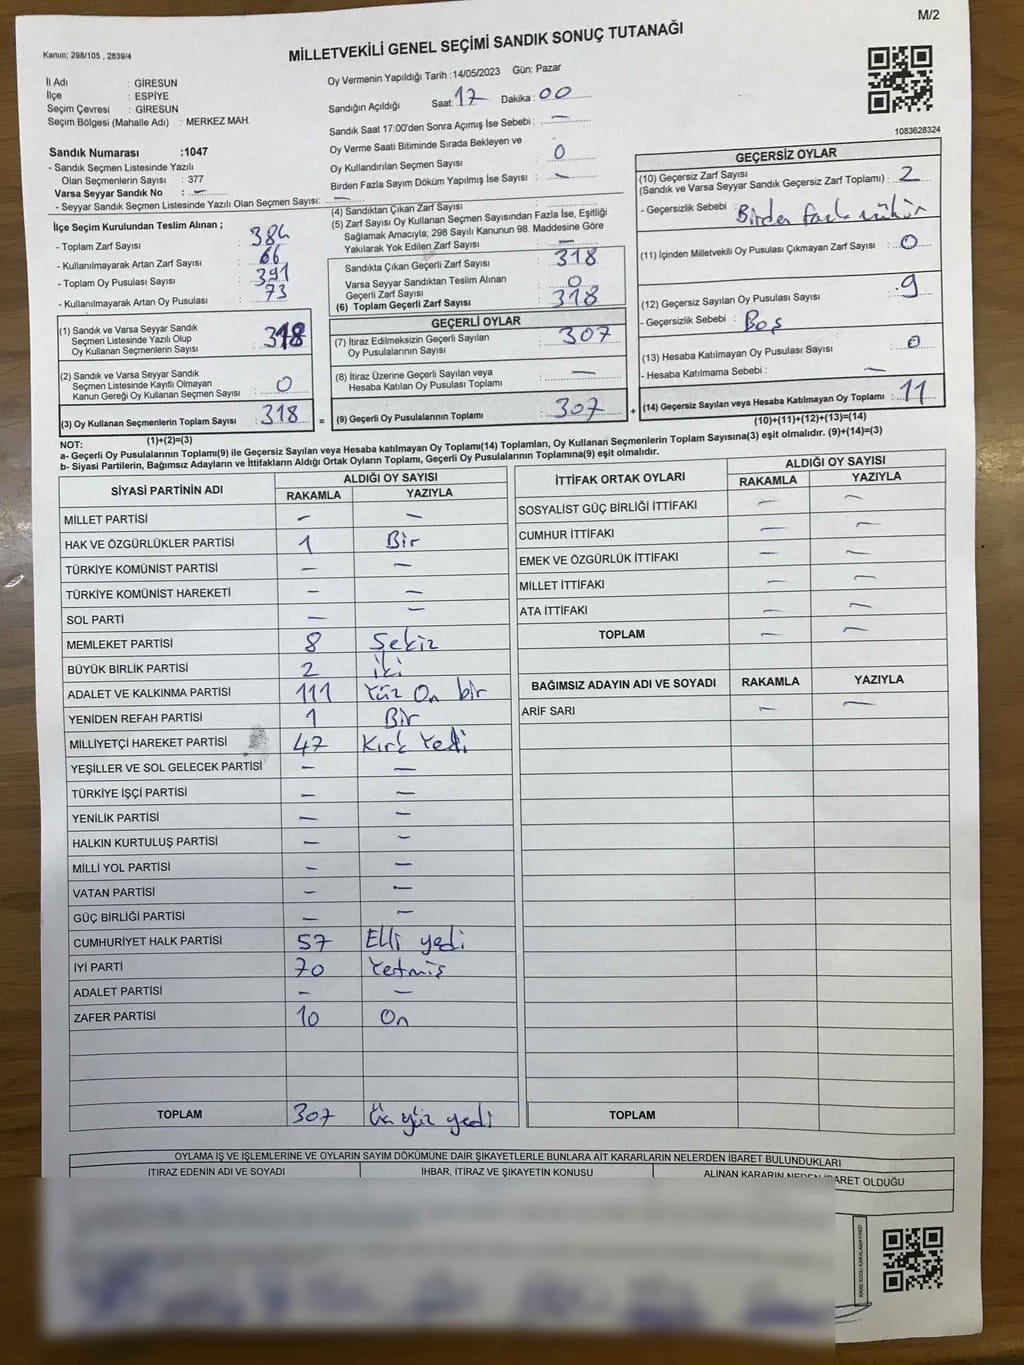 M/2
Kanun; 298/105 , 2839/4
MİLLETVEKİLİ GENEL SEÇİMİ SANDIK SONUÇ TUTANAĞI
İl Adı : GİRESUN
İlçe : ESPİYE
Seçim Çevresi : GİRESUN
Seçim Bölgesi (Mahalle Adı) : MERKEZ MAH.
Oy Vermenin Yapıldığı Tarih :14/05/2023 Gün: Pazar
Sandığın Açıldığı Saat: 17 Dakika : 00
Sandık Saat 17:00'den Sonra Açımış İse Sebebi : —
Oy Verme Saati Bitiminde Sırada Bekleyen ve
Oy Kullandırılan Seçmen Sayısı : 0
Birden Fazla Sayım Döküm Yapılmış İse Sayısı : —
1083628324
Sandık Numarası :1047
- Sandık Seçmen Listesinde Yazılı
Olan Seçmenlerin Sayısı : 377
Varsa Seyyar Sandık No : —
- Seyyar Sandık Seçmen Listesinde Yazılı Olan Seçmen Sayısı: —
İlçe Seçim Kurulundan Teslim Alınan ;
- Toplam Zarf Sayısı : 384
- Kullanılmayarak Artan Zarf Sayısı : 66
- Toplam Oy Pusulası Sayısı : 391
- Kullanılmayarak Artan Oy Pusulası : 73
(1) Sandık ve Varsa Seyyar Sandık
Seçmen Listesinde Yazılı Olup
Oy Kullanan Seçmenlerin Sayısı : 318
(2) Sandık ve Varsa Seyyar Sandık
Seçmen Listesinde Kayıtlı Olmayan
Kanun Gereği Oy Kullanan Seçmen Sayısı : 0
(3) Oy Kullanan Seçmenlerin Toplam Sayısı : 318 =
(1)+(2)=(3)
(4) Sandıktan Çıkan Zarf Sayısı
(5) Zarf Sayısı Oy Kullanan Seçmen Sayısından Fazla İse, Eşitliği
Sağlamak Amacıyla; 298 Sayılı Kanunun 98. Maddesine Göre
Yakılarak Yok Edilen Zarf Sayısı : —
Sandıkta Çıkan Geçerli Zarf Sayısı : 318
Varsa Seyyar Sandıktan Teslim Alınan
Geçerli Zarf Sayısı : 0
(6) Toplam Geçerli Zarf Sayısı : 318
GEÇERLİ OYLAR
(7) İtiraz Edilmeksizin Geçerli Sayılan
Oy Pusulalarının Sayısı : 307
(8) İtiraz Üzerine Geçerli Sayılan veya
Hesaba Katılan Oy Pusulası Toplamı : —
(9) Geçerli Oy Pusulalarının Toplamı : 307 +
GEÇERSİZ OYLAR
(10) Geçersiz Zarf Sayısı
(Sandık ve Varsa Seyyar Sandık Geçersiz Zarf Toplamı) : 2
- Geçersizlik Sebebi : Birden fazla mühür
(11) İçinden Milletvekili Oy Pusulası Çıkmayan Zarf Sayısı : 0
(12) Geçersiz Sayılan Oy Pusulası Sayısı : 9
- Geçersizlik Sebebi : Boş
(13) Hesaba Katılmayan Oy Pusulası Sayısı : 0
- Hesaba Katılmama Sebebi : —
(14) Geçersiz Sayılan veya Hesaba Katılmayan Oy Toplamı : 11
(10)+(11)+(12)+(13)=(14)
NOT:
a- Geçerli Oy Pusulalarının Toplamı(9) ile Geçersiz Sayılan veya Hesaba katılmayan Oy Toplamı(14) Toplamları, Oy Kullanan Seçmenlerin Toplam Sayısına(3) eşit olmalıdır. (9)+(14)=(3)
b- Siyasi Partilerin, Bağımsız Adayların ve İttifakların Aldığı Ortak Oyların Toplamı, Geçerli Oy Pusulalarının Toplamına(9) eşit olmalıdır.
SİYASİ PARTİNİN ADI ALDIĞI OY SAYISI
RAKAMLA YAZIYLA
MİLLET PARTİSİ — —
HAK VE ÖZGÜRLÜKLER PARTİSİ 1 Bir
TÜRKİYE KOMÜNİST PARTİSİ — —
TÜRKİYE KOMÜNİST HAREKETİ — —
SOL PARTİ — —
MEMLEKET PARTİSİ 8 Sekiz
BÜYÜK BİRLİK PARTİSİ 2 iki
ADALET VE KALKINMA PARTİSİ 111 Yüz On bir
YENİDEN REFAH PARTİSİ 1 Bir
MİLLİYETÇİ HAREKET PARTİSİ 47 Kırk Yedi
YEŞİLLER VE SOL GELECEK PARTİSİ — —
TÜRKİYE İŞÇİ PARTİSİ — —
YENİLİK PARTİSİ — —
HALKIN KURTULUŞ PARTİSİ — —
MİLLİ YOL PARTİSİ — —
VATAN PARTİSİ — —
GÜÇ BİRLİĞİ PARTİSİ — —
CUMHURİYET HALK PARTİSİ 57 Elli yedi
İYİ PARTİ 70 Yetmiş
ADALET PARTİSİ — —
ZAFER PARTİSİ 10 On
TOPLAM 307 Üç yüz yedi
İTTİFAK ORTAK OYLARI ALDIĞI OY SAYISI
RAKAMLA YAZIYLA
SOSYALİST GÜÇ BİRLİĞİ İTTİFAKI — —
CUMHUR İTTİFAKI — —
EMEK VE ÖZGÜRLÜK İTTİFAKI — —
MİLLET İTTİFAKI — —
ATA İTTİFAKI — —
TOPLAM — —
BAĞIMSIZ ADAYIN ADI VE SOYADI RAKAMLA YAZIYLA
ARİF SARI — —
TOPLAM
OYLAMA İŞ VE İŞLEMLERİNE VE OYLARIN SAYIM DÖKÜMÜNE DAİR ŞİKAYETLERLE BUNLARA AİT KARARLARIN NELERDEN İBARET BULUNDUKLARI
İTİRAZ EDENİN ADI VE SOYADI İHBAR, İTİRAZ VE ŞİKAYETİN KONUSU ALINAN KARARIN NEDEN İBARET OLDUĞU
KARE KODU KARALAMAYINIZ!